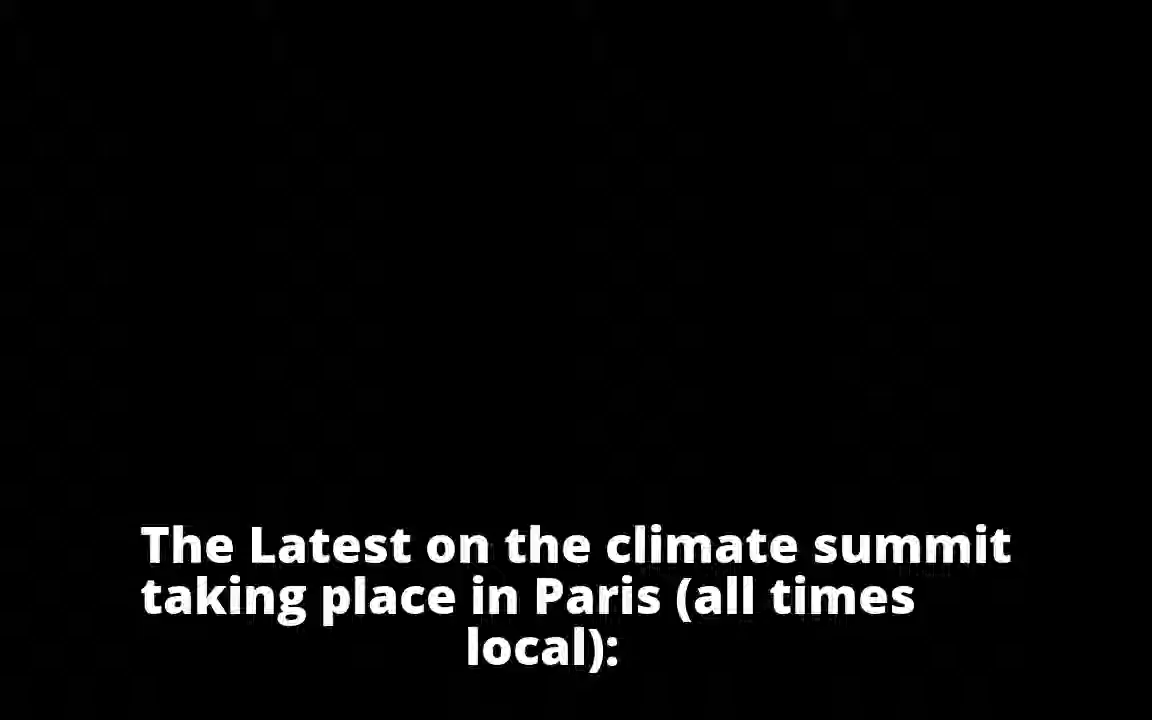 The Latest on the climate summit
taking place in Paris (all times
local):